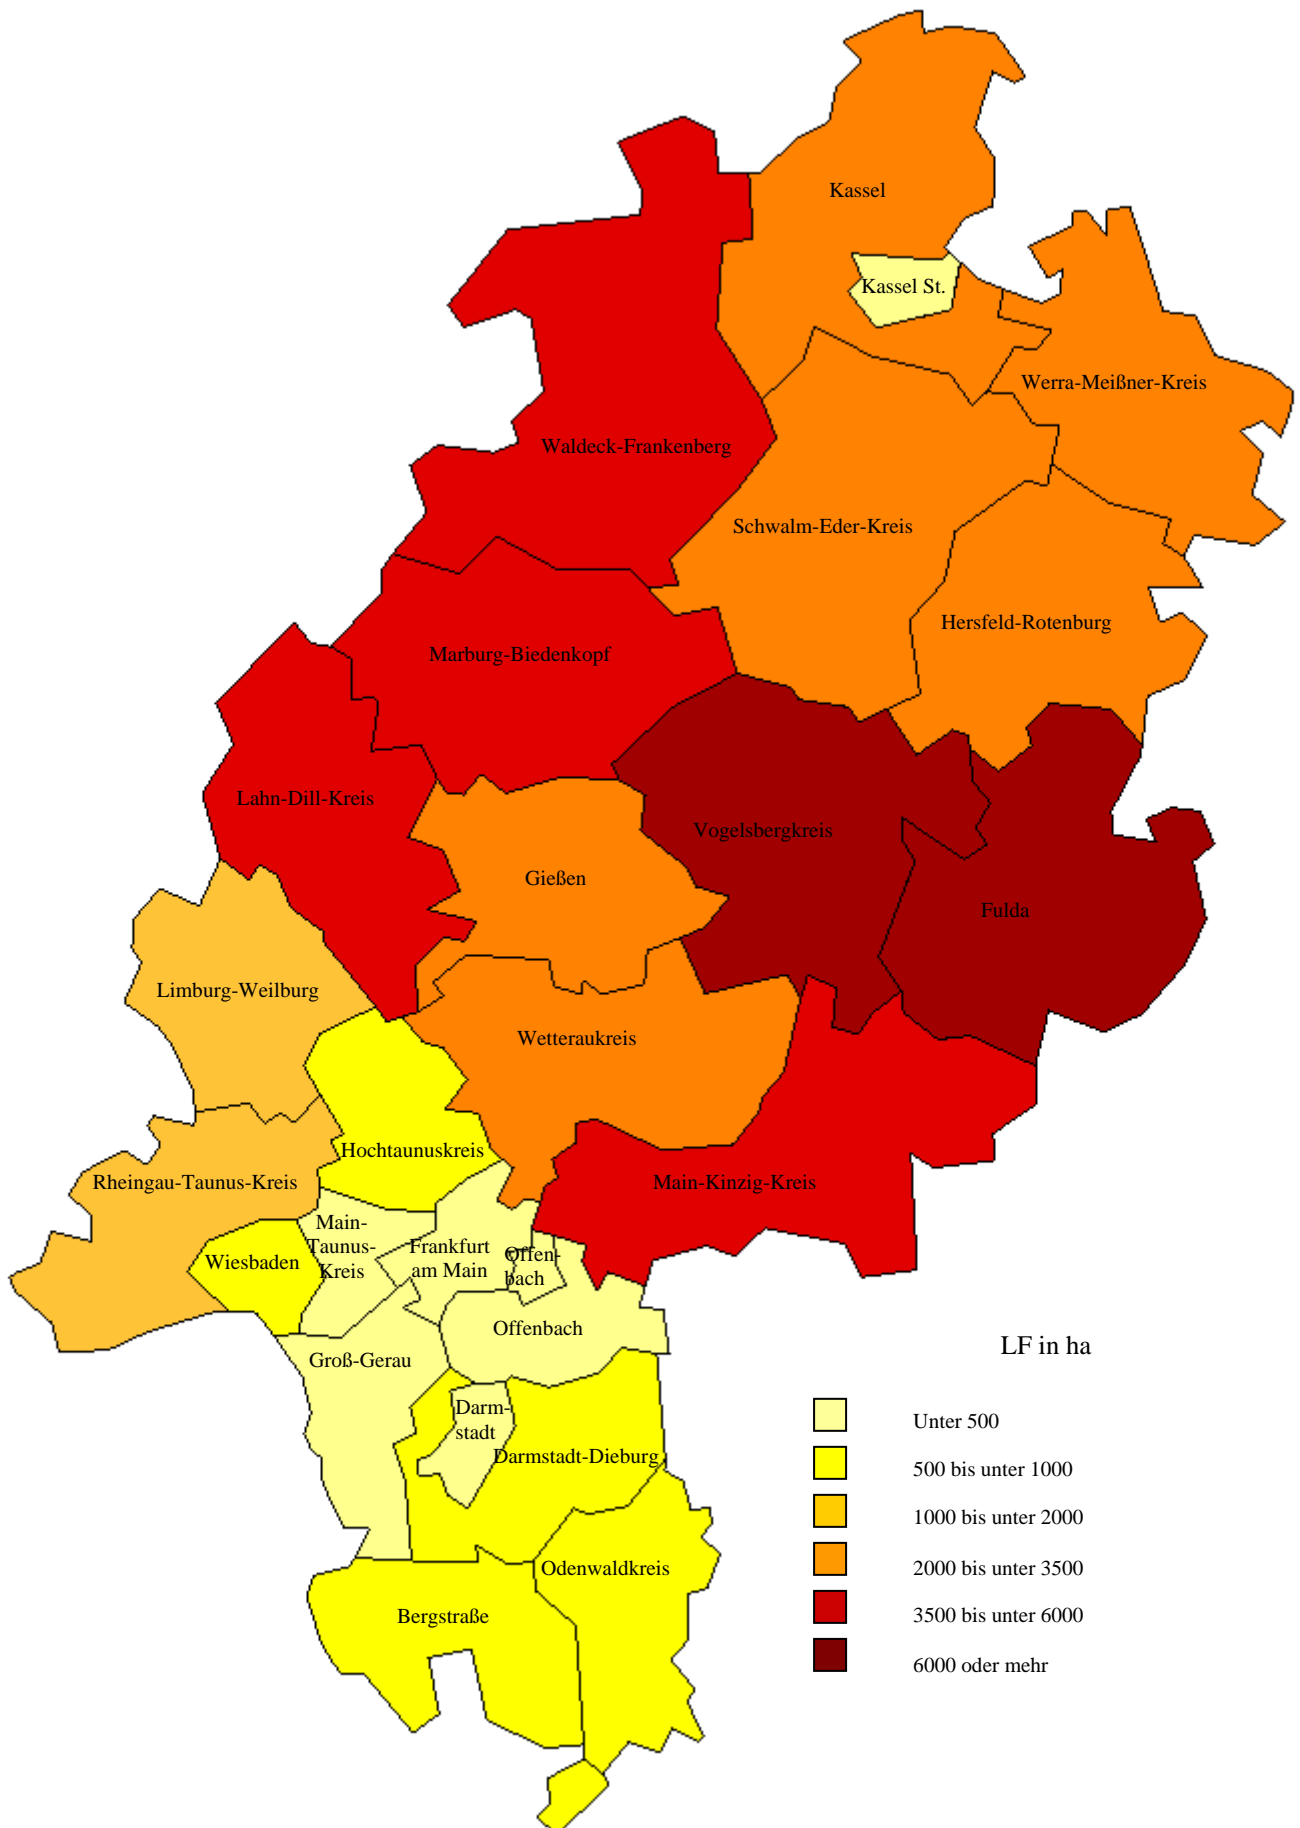 Kassel
Kassel St.
Werra-Meißner-Kreis
Waldeck-Frankenberg
Schwalm-Eder-Kreis
Hersfeld-Rotenburg
Marburg-Biedenkopf
Lahn-Dill-Kreis
Vogelsbergkreis
Gießen
Fulda
Limburg-Weilburg
Wetteraukreis
Hochtaunuskreis
Rheingau-Taunus-Kreis
Main-Kinzig-Kreis
Main-
Taunus-
Kreis
Wiesbaden
Frankfurt
am Main
Offen-
bach
Offenbach
Groß-Gerau
Darm-
stadt
Darmstadt-Dieburg
Odenwaldkreis
Bergstraße
LF in ha
Unter 500
500 bis unter 1000
1000 bis unter 2000
2000 bis unter 3500
3500 bis unter 6000
6000 oder mehr